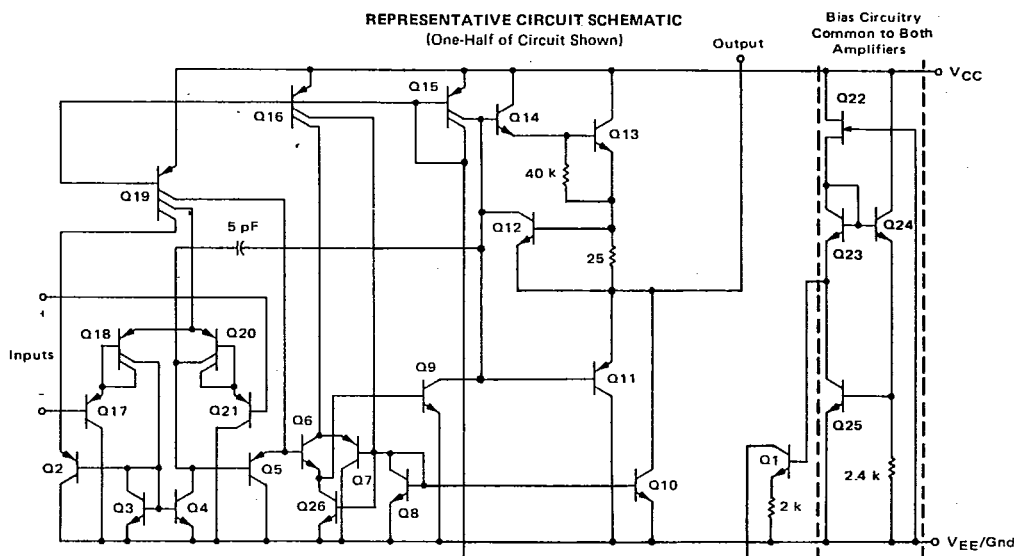 REPRESENTATIVE CIRCUIT SCHEMATIC
(One-Half of Circuit Shown)
Bias Circuitry
Common to Both
Amplifiers
Output
VCC
Q22
Q15
Q14
Q16
Q13
40 k
Q19
Q12
Q24
5 pF
Q23
25
Q18
Q20
Inputs
Q9
Q11
Q17
Q21
Q6
Q25
Q2
Q5
Q7
Q1
Q10
2.4 k
Q3
Q4
Q26
Q8
2 k
VEE/Gnd